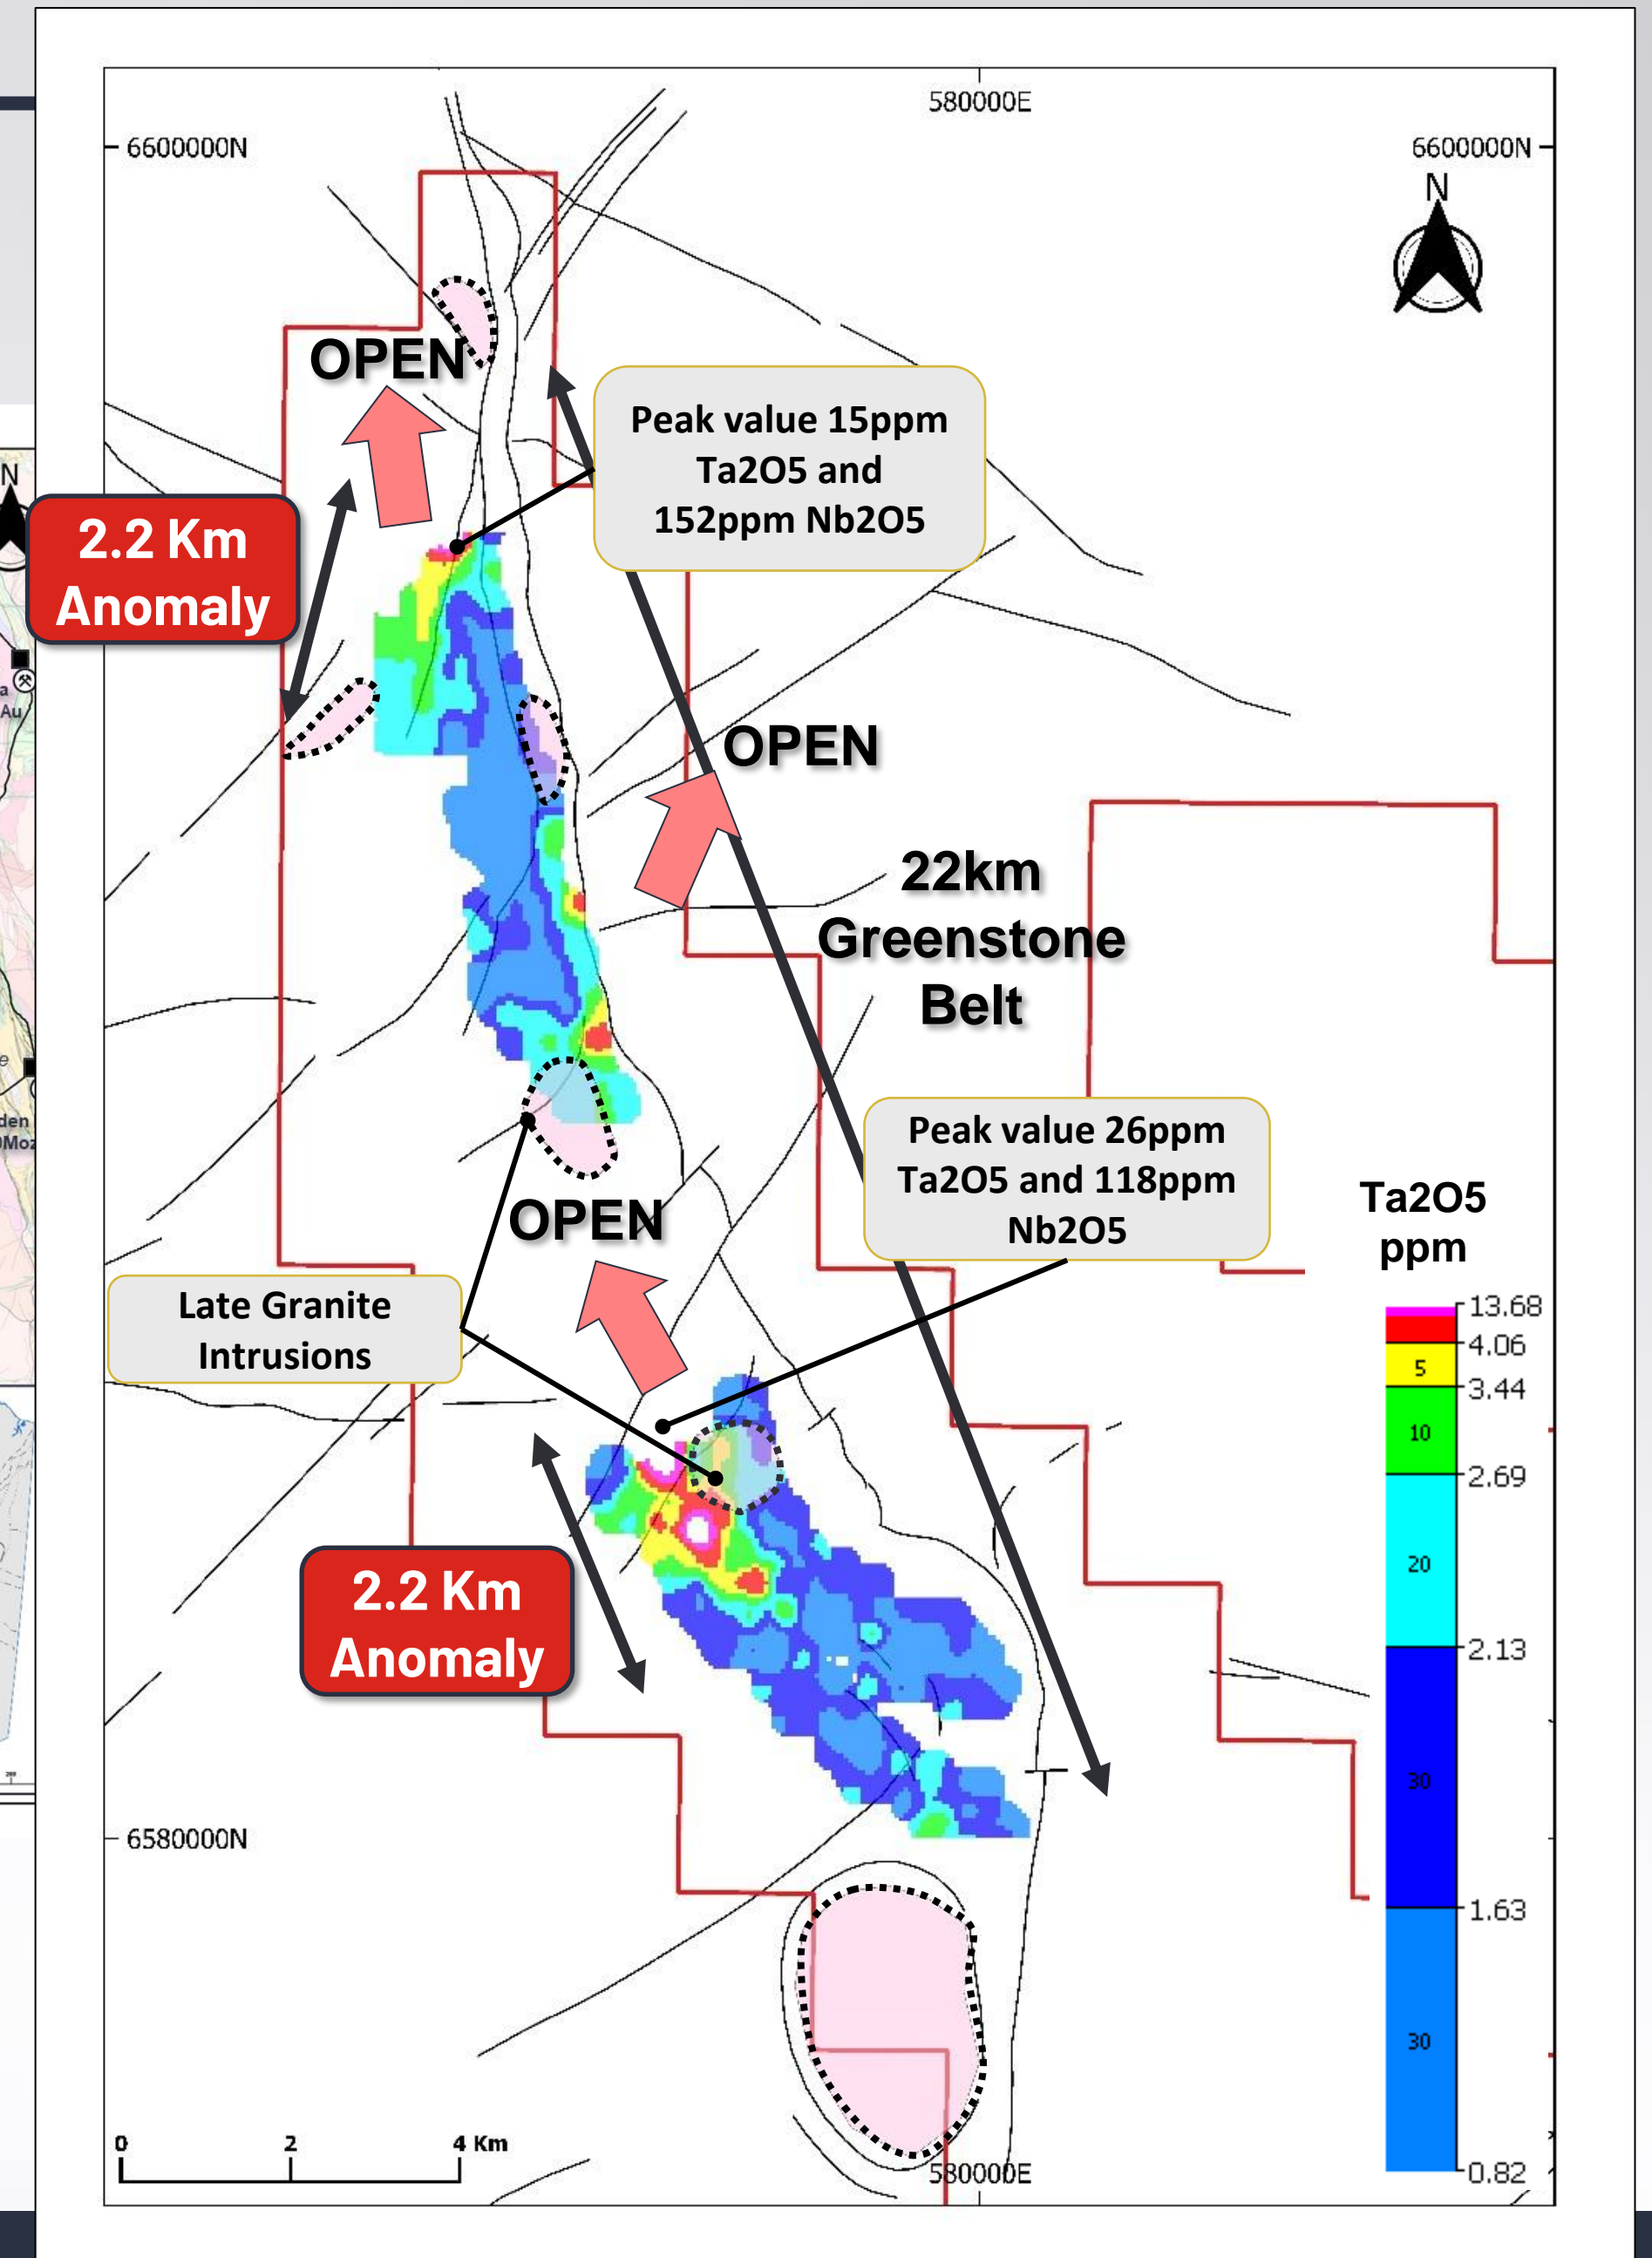 580000E
6600000N
6600000N
N
OPEN
Peak value 15ppm
Ta2O5 and
152ppm Nb2O5
N
2.2 Km
Anomaly
a
Au
OPEN
22km
Greenstone
Belt
Peak value 26ppm
Ta2O5 and 118ppm
Nb2O5
OPEN
Ta2O5
ppm
Late Granite
Intrusions
13.68
4.06
5
3.44
10
2.69
20
2.13
30
1.63
30
0.82
2.2 Km
Anomaly
6580000N
0 2 4 Km
580000E